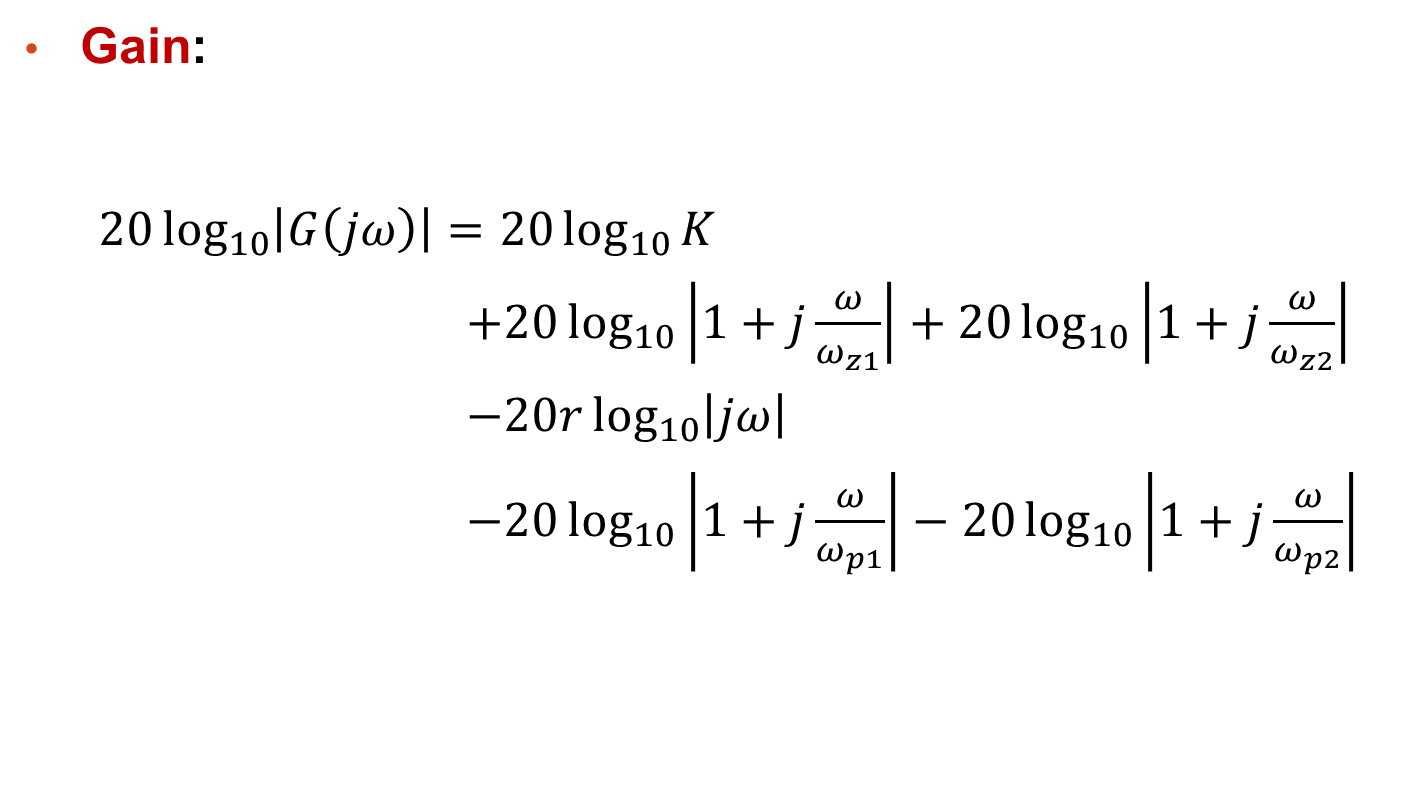 • Gain:
20 log₁₀|G(jω)| = 20 log₁₀ K
+20 log₁₀ |1 + j ω/ω_z1| + 20 log₁₀ |1 + j ω/ω_z2|
−20r log₁₀|jω|
−20 log₁₀ |1 + j ω/ω_p1| − 20 log₁₀ |1 + j ω/ω_p2|